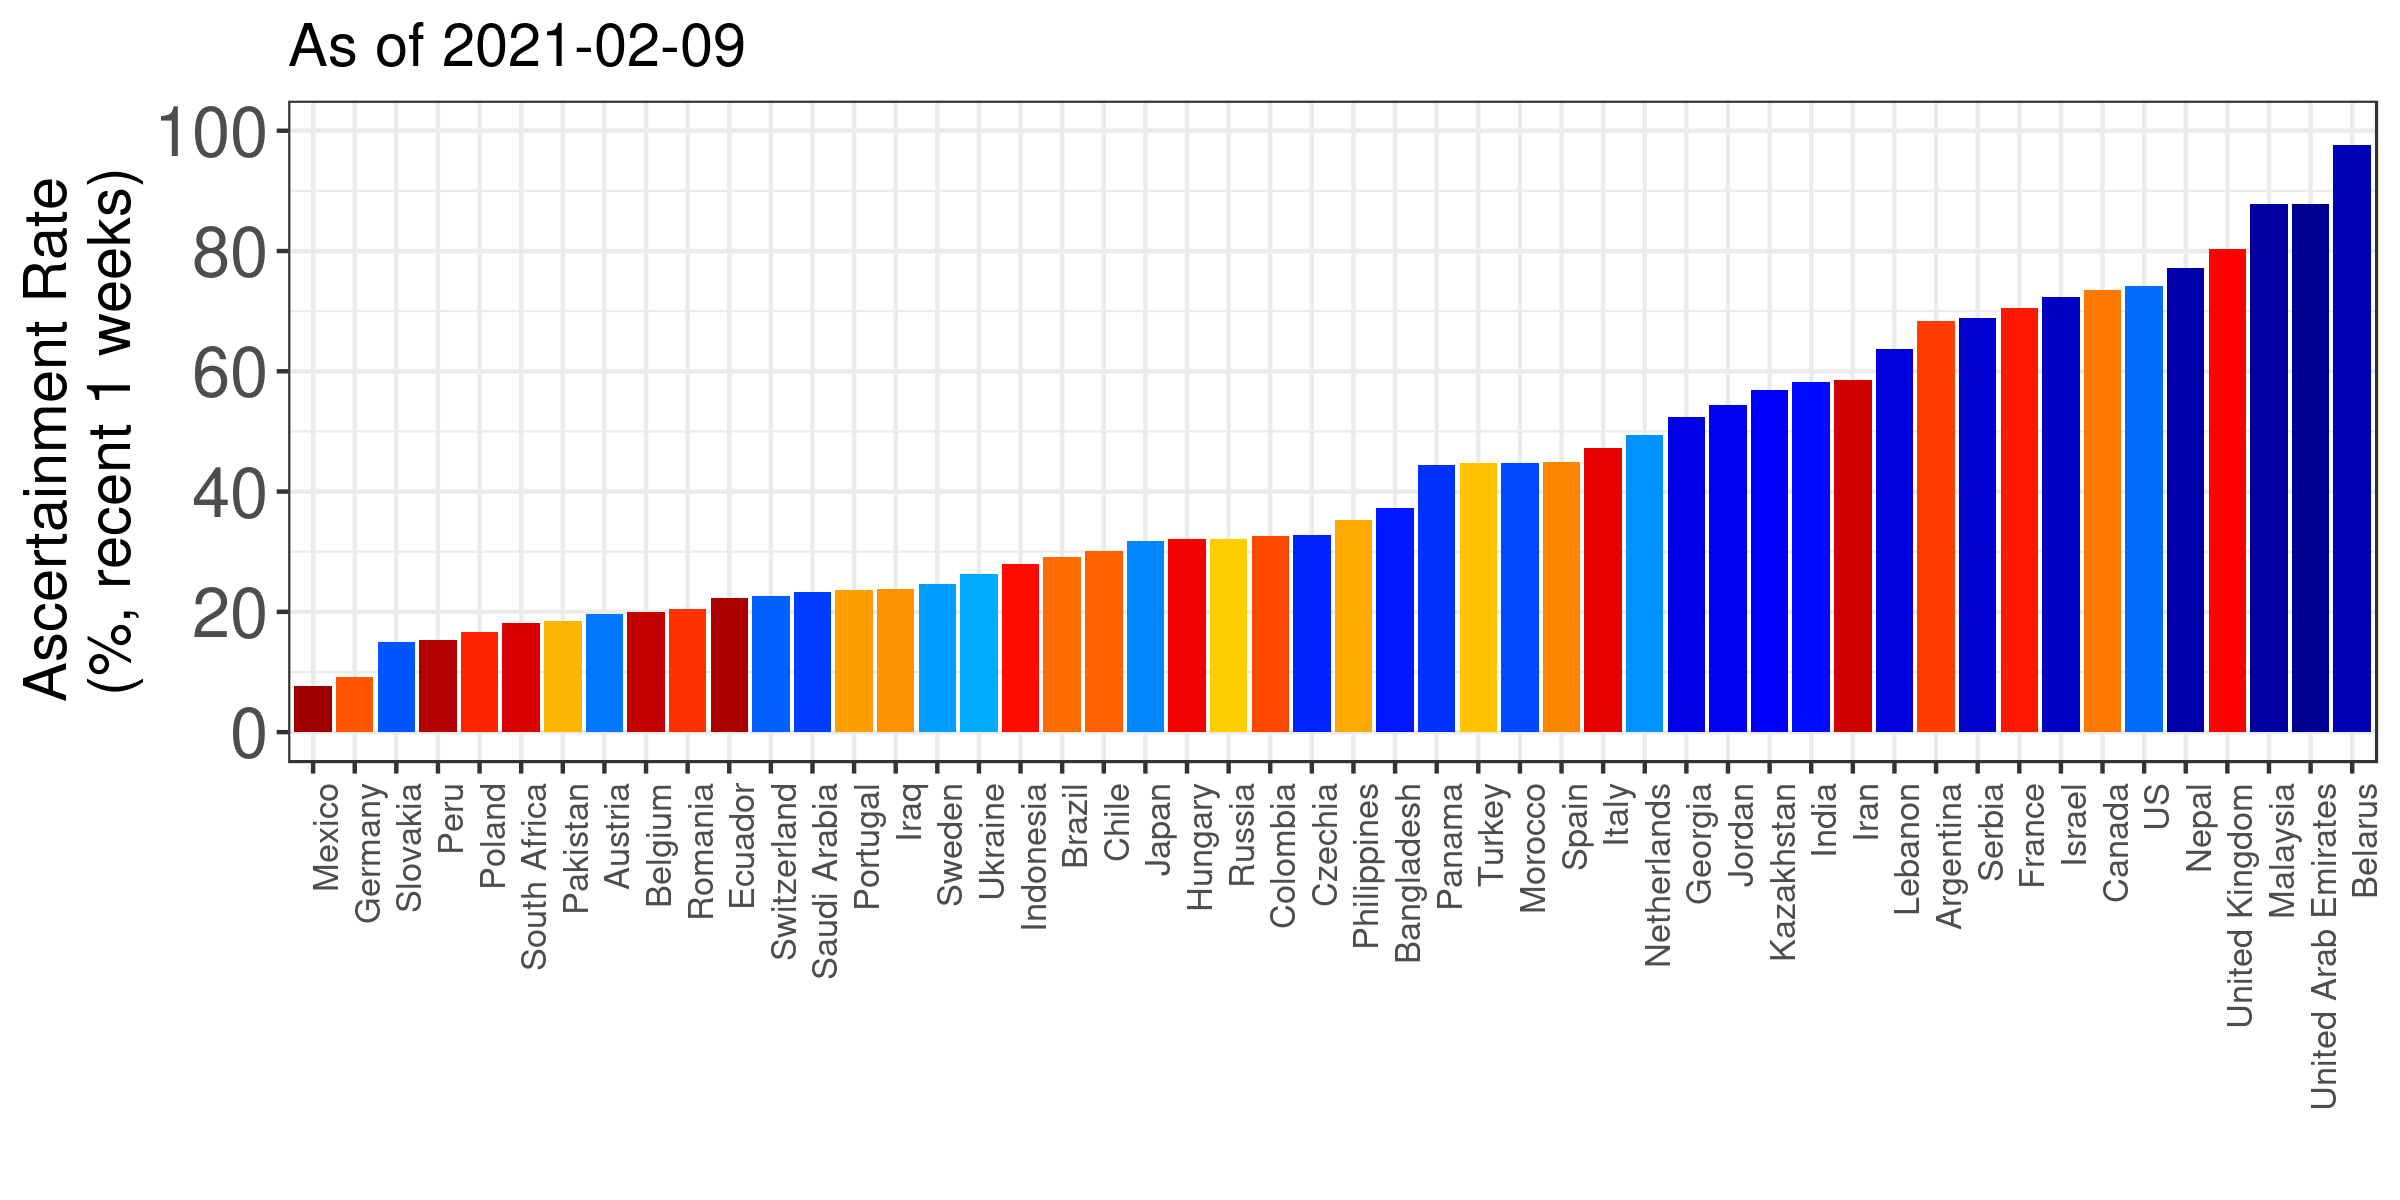 As of 2021-02-09
Ascertainment Rate
(%, recent 1 weeks)
100
80
60
40
20
0
Mexico
Germany
Slovakia
Peru
Poland
South Africa
Pakistan
Austria
Belgium
Romania
Ecuador
Switzerland
Saudi Arabia
Portugal
Iraq
Sweden
Ukraine
Indonesia
Brazil
Chile
Japan
Hungary
Russia
Colombia
Czechia
Philippines
Bangladesh
Panama
Turkey
Morocco
Spain
Italy
Netherlands
Georgia
Jordan
Kazakhstan
India
Iran
Lebanon
Argentina
Serbia
France
Israel
Canada
US
Nepal
United Kingdom
Malaysia
United Arab Emirates
Belarus